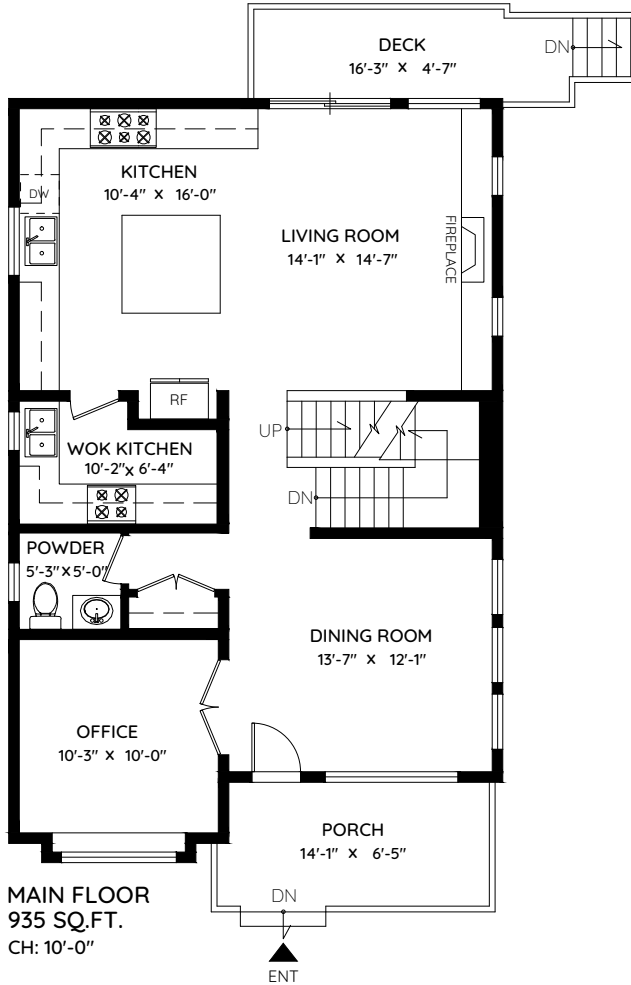 DECK
16'-3" X 4'-7"
DN
KITCHEN
10'-4" X 16'-0"
DW
LIVING ROOM
14'-1" X 14'-7"
FIREPLACE
RF
UP
WOK KITCHEN
10'-2" X 6'-4"
DN
POWDER
5'-3" X 5'-0"
DINING ROOM
13'-7" X 12'-1"
OFFICE
10'-3" X 10'-0"
PORCH
14'-1" X 6'-5"
MAIN FLOOR
935 SQ.FT.
CH: 10'-0"
DN
ENT